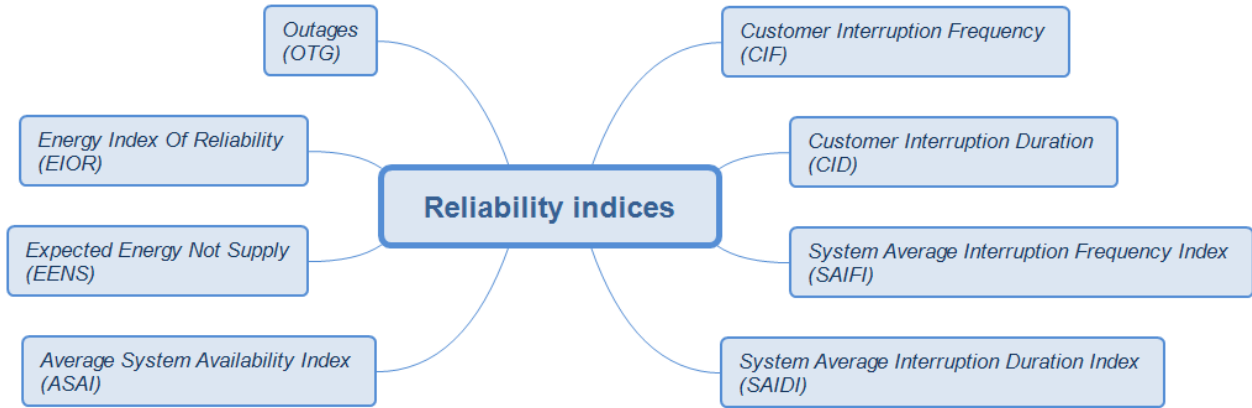 Outages
(OTG)
Customer Interruption Frequency
(CIF)
Energy Index Of Reliability
(EIOR)
Customer Interruption Duration
(CID)
Reliability indices
Expected Energy Not Supply
(EENS)
System Average Interruption Frequency Index
(SAIFI)
Average System Availability Index
(ASAI)
System Average Interruption Duration Index
(SAIDI)